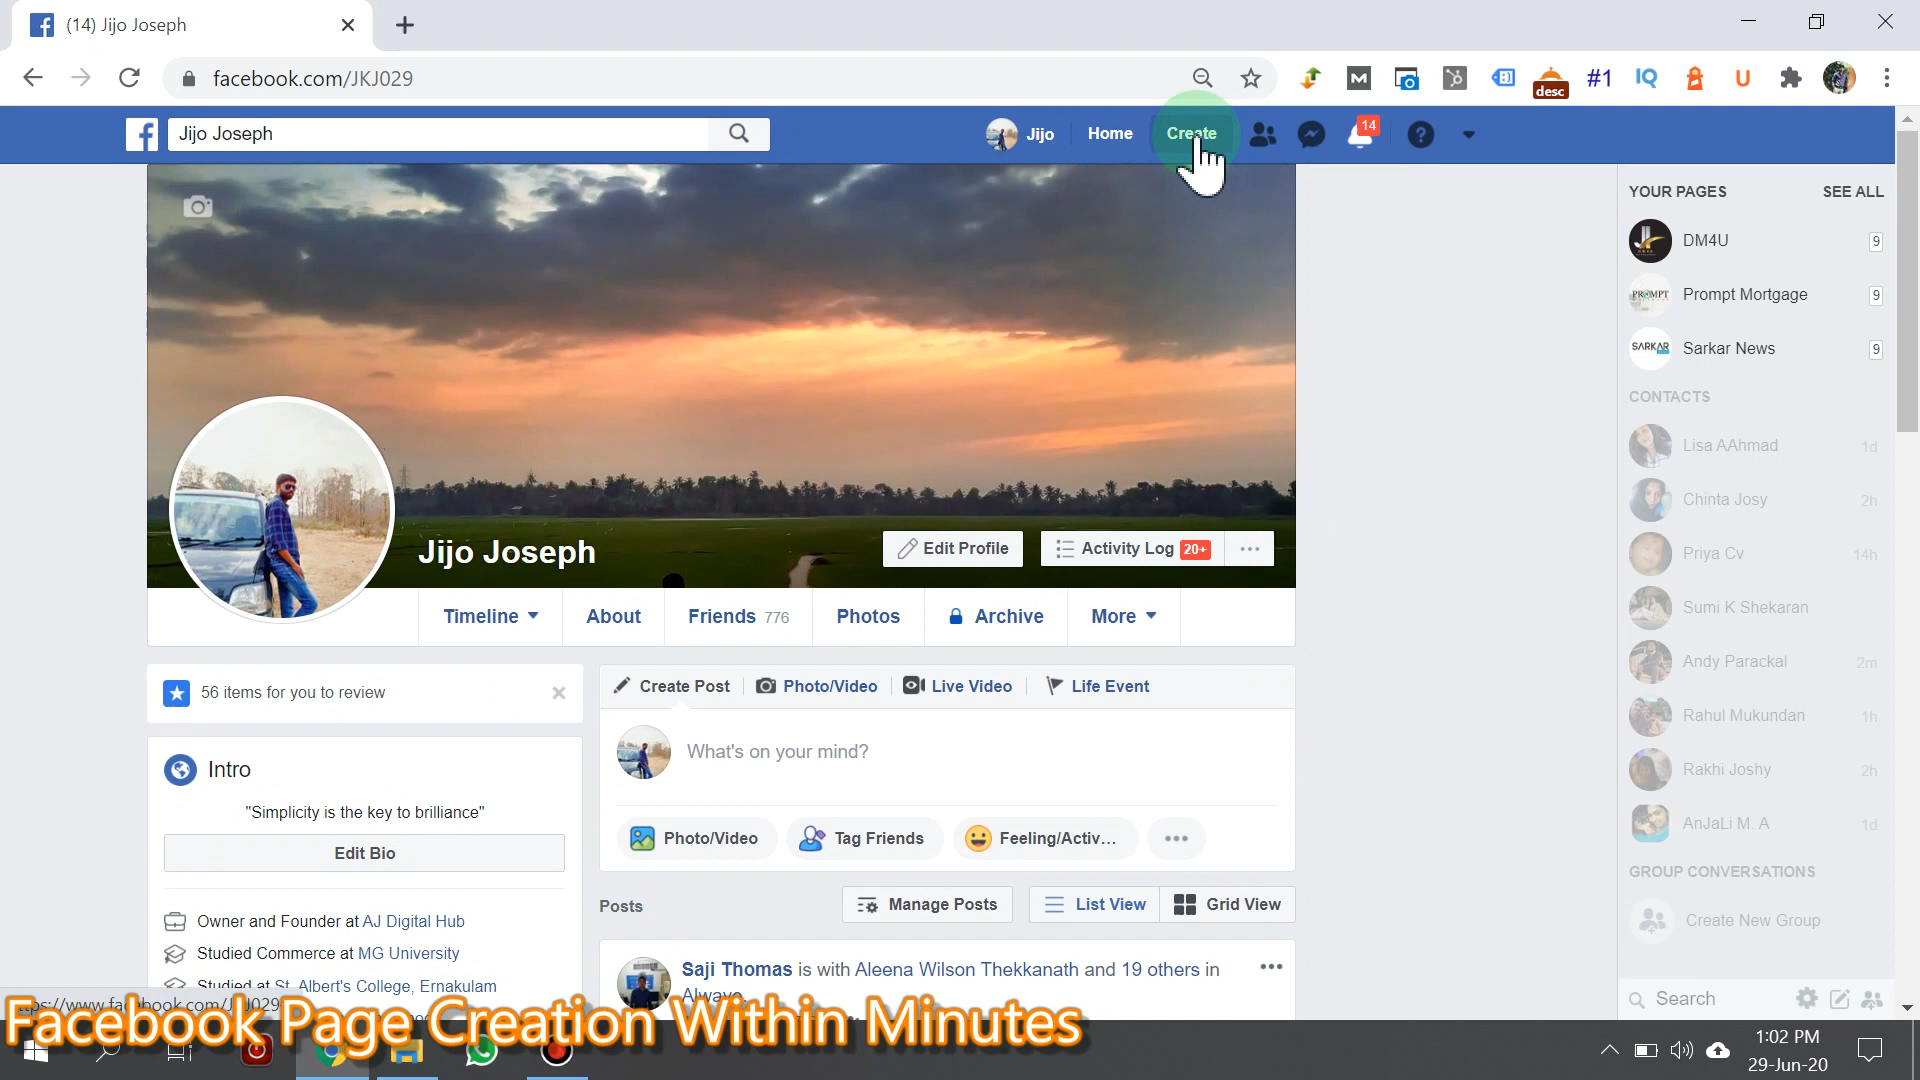 (14) Jijo Joseph
facebook.com/JKJ029
desc
#1
IQ
U
Jijo Joseph
Jijo
Home
Create
14
YOUR PAGES
SEE ALL
DM4U
9
PROMPT
Prompt Mortgage
9
SARKAR
Sarkar News
9
CONTACTS
Lisa AAhmad
1d
Chinta Josy
2h
Priya Cv
14h
Sumi K Shekaran
Andy Parackal
2m
Rahul Mukundan
1h
Rakhi Joshy
2h
AnJaLi M. A
1d
GROUP CONVERSATIONS
Create New Group
Search
Jijo Joseph
Edit Profile
Activity Log 20+
Timeline
About
Friends 776
Photos
Archive
More
56 items for you to review
Intro
"Simplicity is the key to brilliance"
Edit Bio
Owner and Founder at AJ Digital Hub
Studied Commerce at MG University
Studied at St. Albert's College, Ernakulam
Create Post
Photo/Video
Live Video
Life Event
What's on your mind?
Photo/Video
Tag Friends
Feeling/Activ...
Posts
Manage Posts
List View
Grid View
Saji Thomas is with Aleena Wilson Thekkanath and 19 others in
Alwaye.
Facebook Page Creation Within Minutes
1:02 PM
29-Jun-20